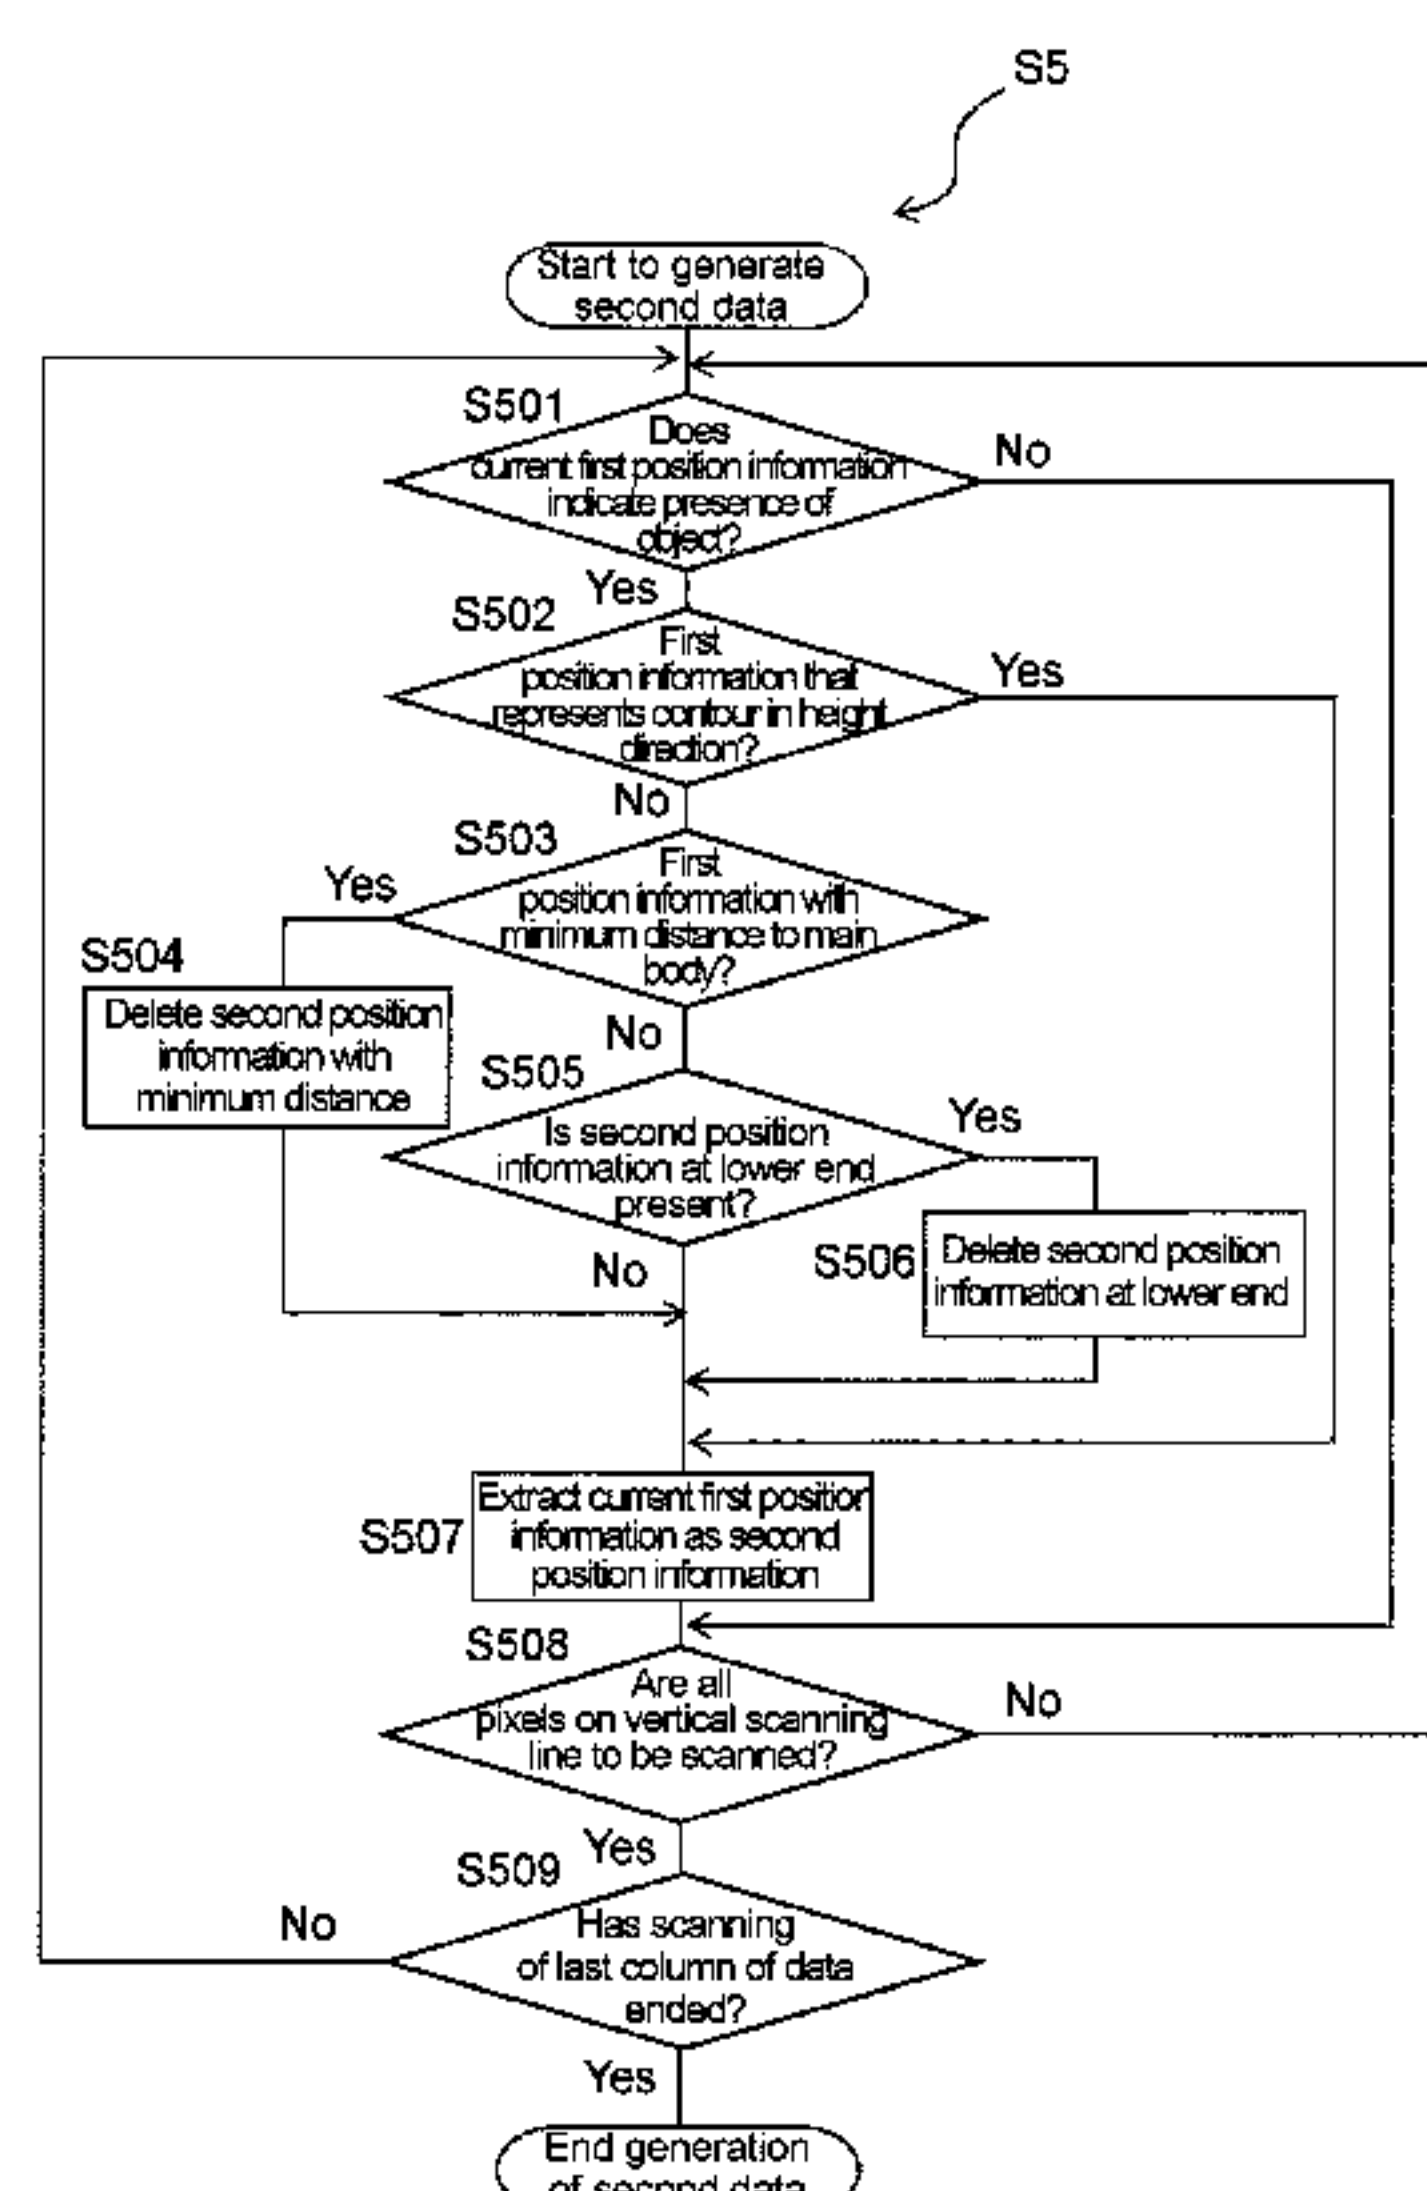 S5
Start to generate
second data
S501
Does
current first position information
indicate presence of
object?
No
Yes
S502
First
position information that
represents contour in height
direction?
Yes
No
S503
First
position information with
minimum distance to main
body?
Yes
S504
Delete second position
information with
minimum distance
No
S505
Is second position
information at lower end
present?
Yes
S506
Delete second position
information at lower end
No
S507
Extract current first position
information as second
position information
S508
Are all
pixels on vertical scanning
line to be scanned?
No
Yes
S509
Has scanning
of last column of data
ended?
No
Yes
End generation
of second data